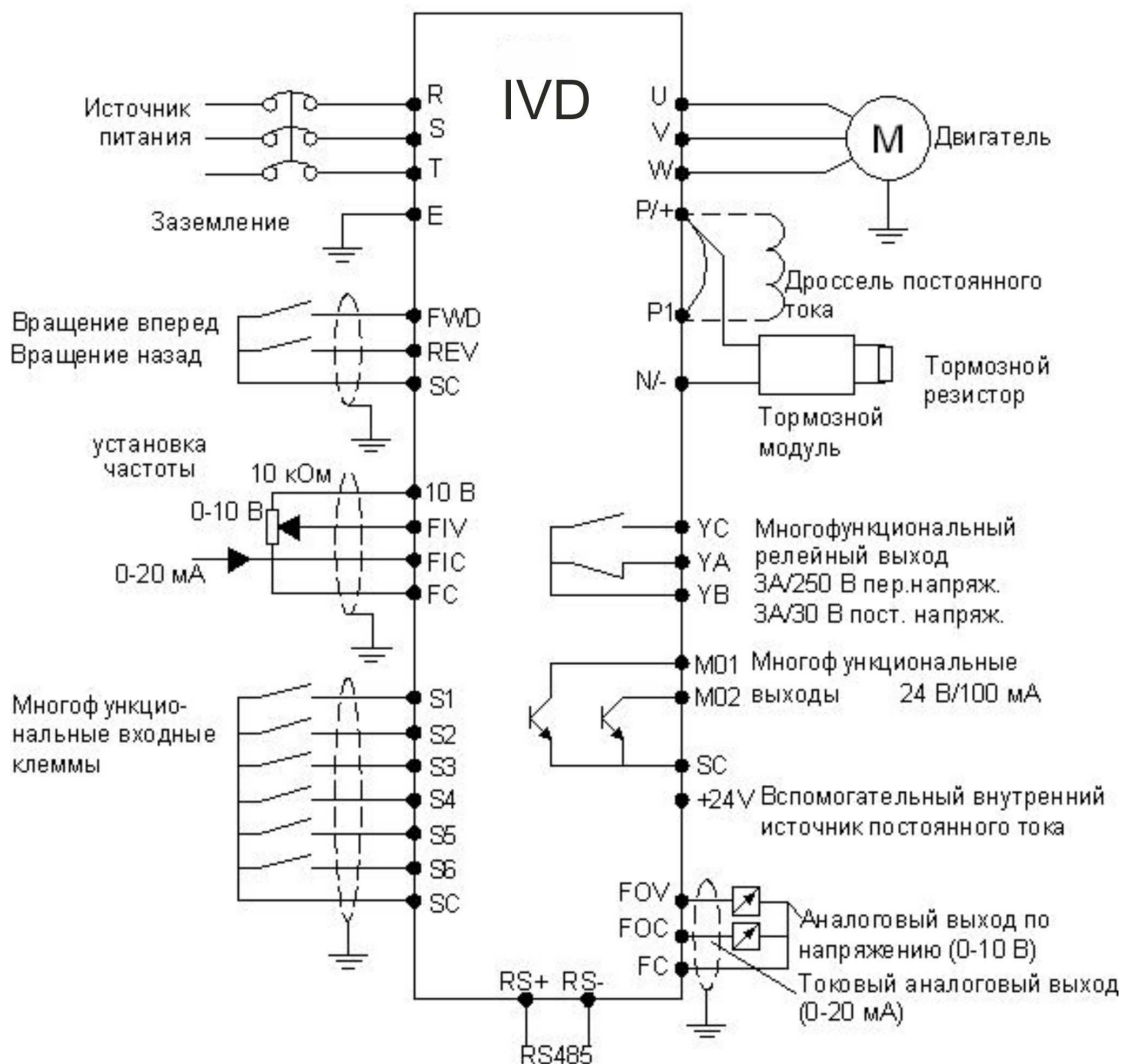 IVD
Источник
питания
R
S
T
Заземление
E
Вращение вперед
Вращение назад
FWD
REV
SC
установка
частоты
10 кОм
0-10 В
0-20 мА
10 В
FIV
FIC
FC
Многофункцио-
нальные входные
клеммы
S1
S2
S3
S4
S5
S6
SC
U
V
W
M
Двигатель
P/+
Дроссель постоянного
тока
P1
N/-
Тормозной
резистор
Тормозной
модуль
YC
YA
YB
Многофункциональный
релейный выход
3А/250 В пер.напряж.
3А/30 В пост. напряж.
M01
M02
Многофункциональные
выходы 24 В/100 мА
SC
+24V
Вспомогательный внутренний
источник постоянного тока
FOV
FOC
FC
Аналоговый выход по
напряжению (0-10 В)
Токовый аналоговый выход
(0-20 мА)
RS+ RS-
RS485